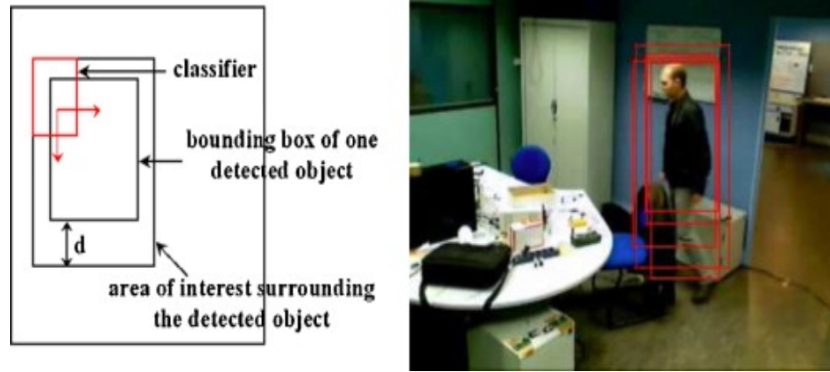 classifier
bounding box of one
detected object
d
area of interest surrounding
the detected object